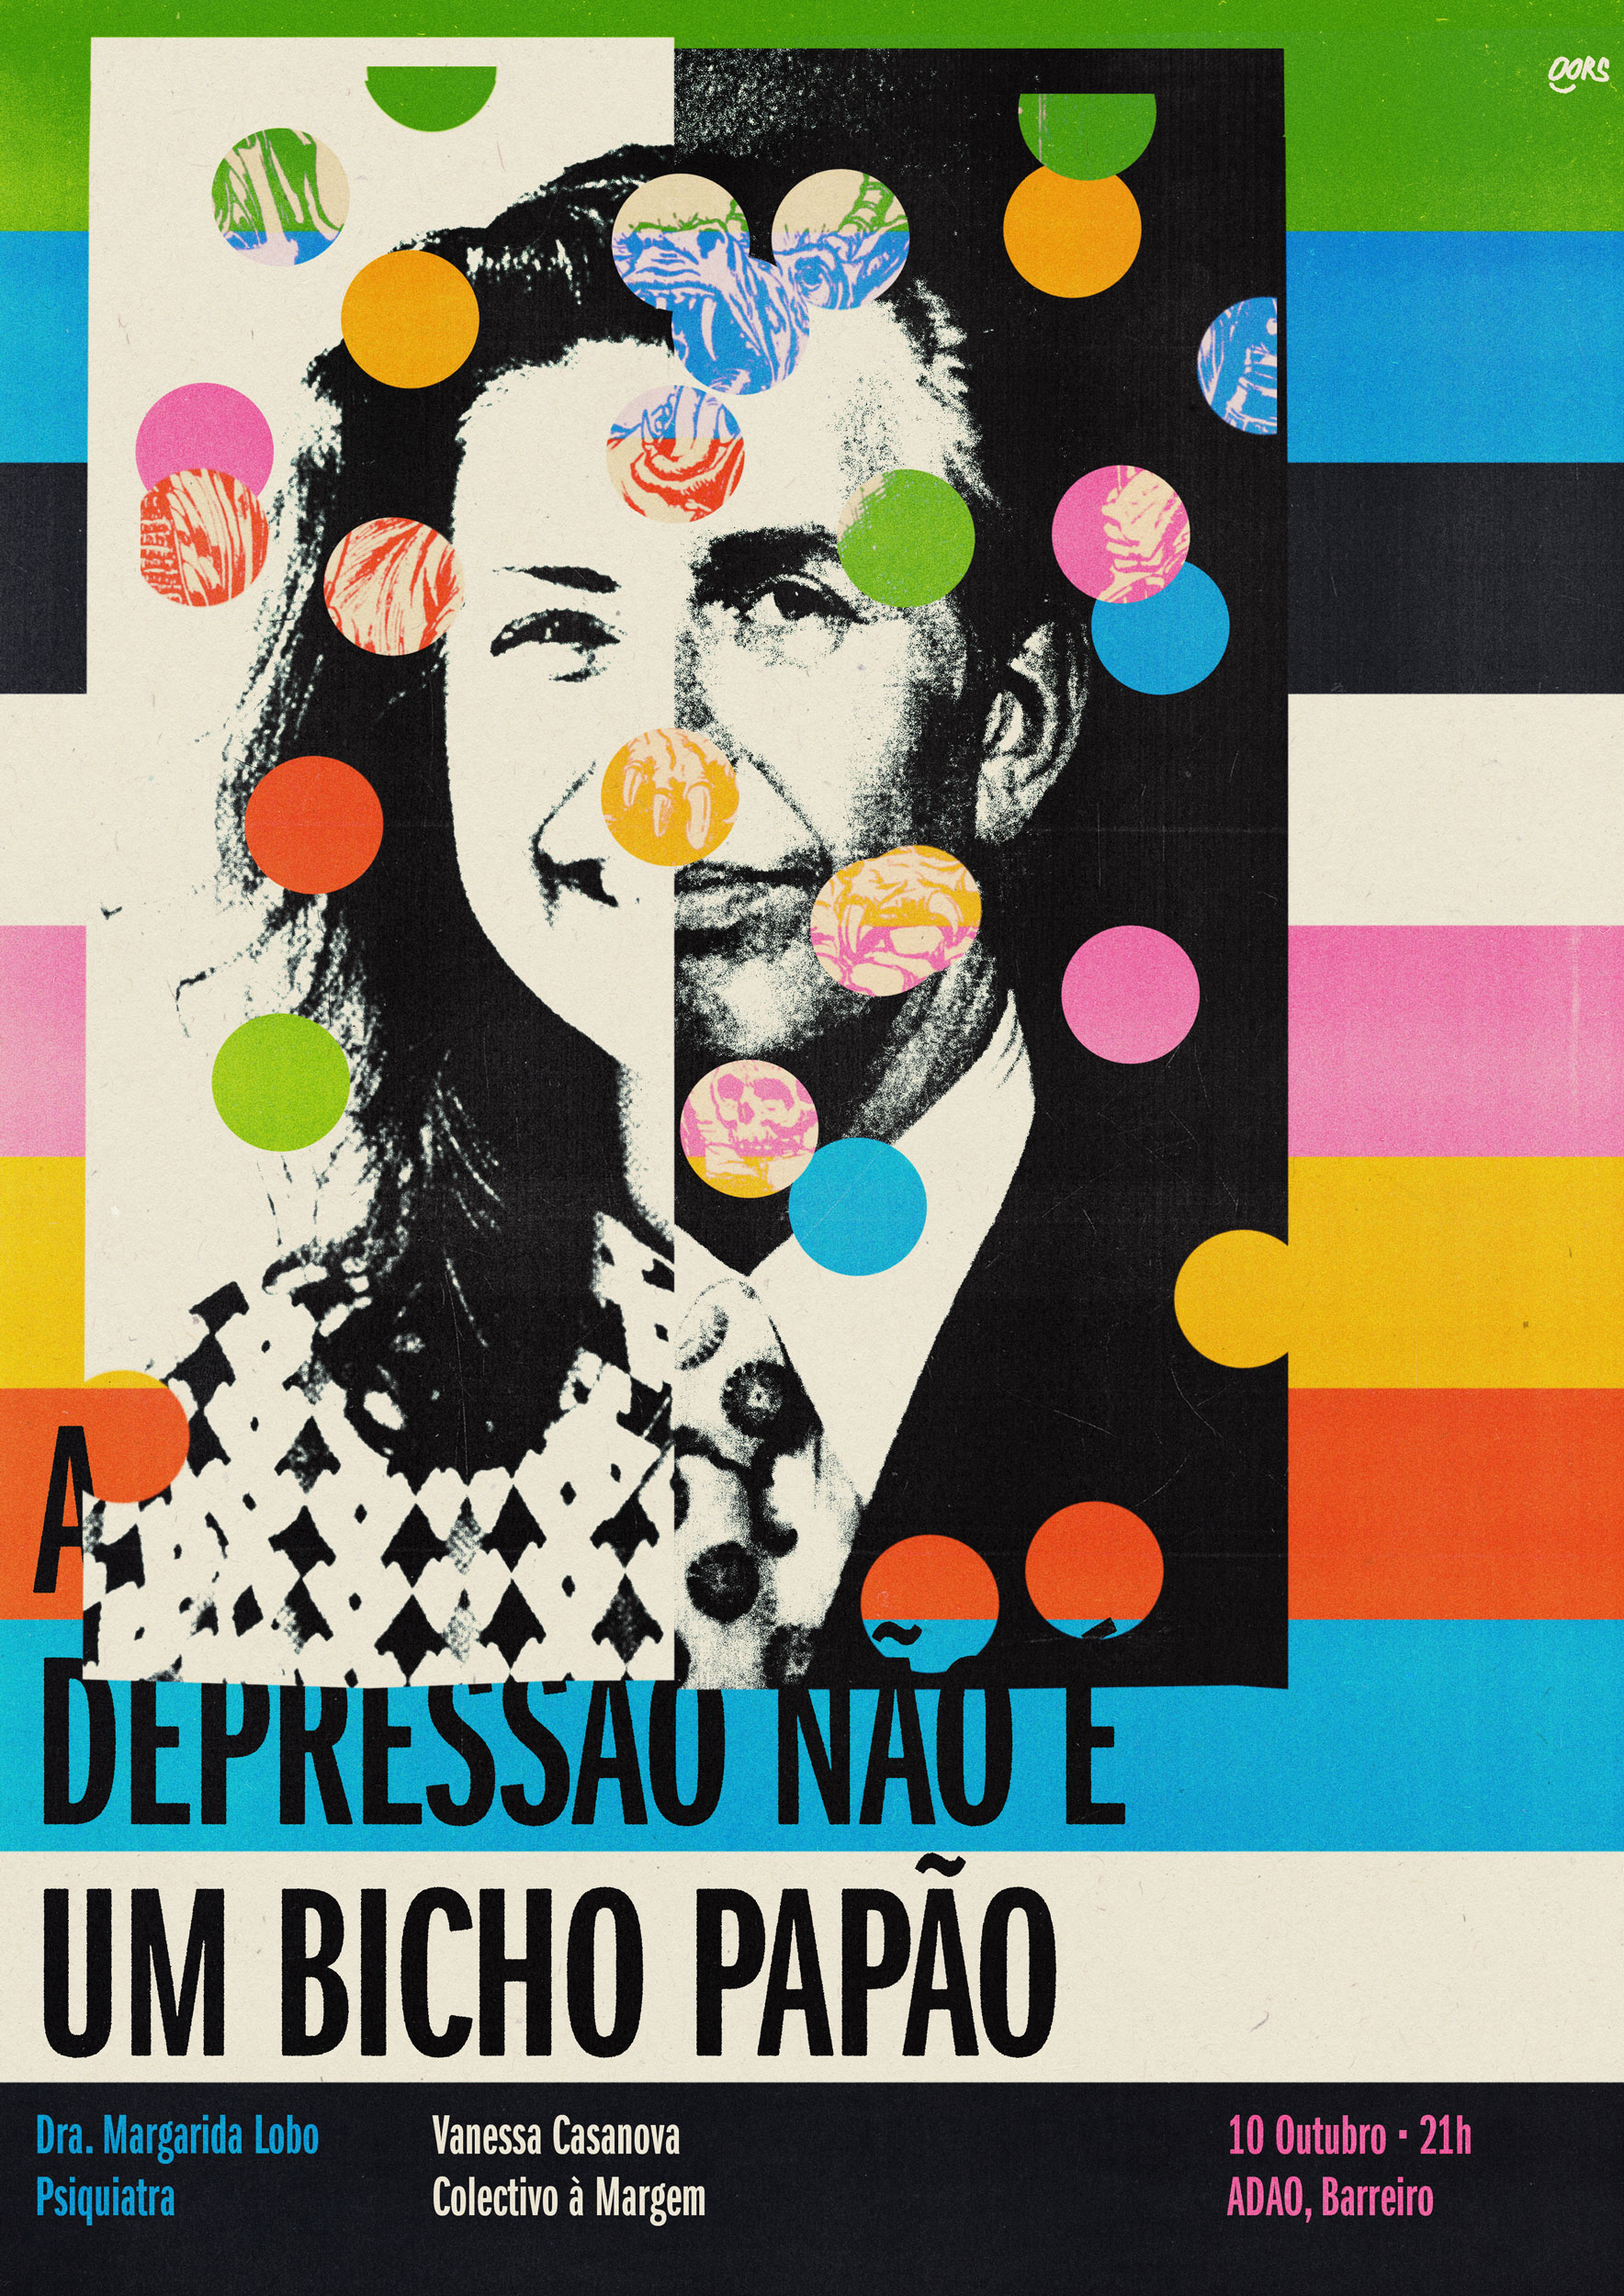 OORS
A
DEPRESSÃO NÃO É
UM BICHO PAPÃO
Dra. Margarida Lobo
Psiquiatra
Vanessa Casanova
Colectivo à Margem
10 Outubro · 21h
ADAO, Barreiro